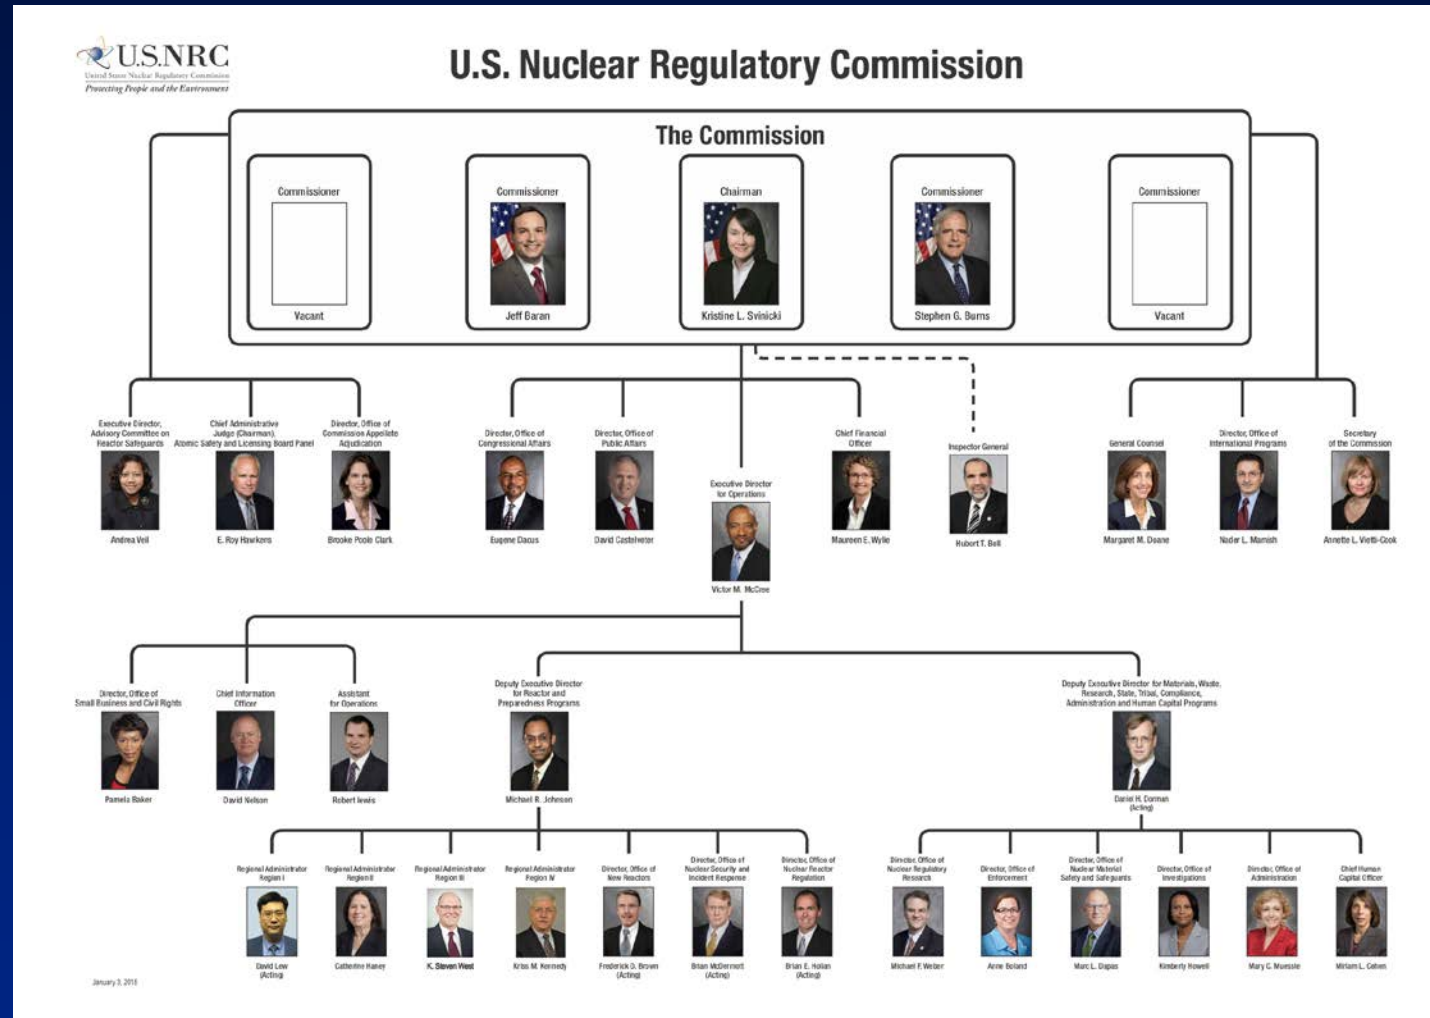 U.S.NRC
United States Nuclear Regulatory Commission
Protecting People and the Environment
U.S. Nuclear Regulatory Commission
The Commission
Commissioner
Vacant
Commissioner
Jeff Baran
Chairman
Kristine L. Svinicki
Commissioner
Stephen G. Burns
Commissioner
Vacant
Executive Director,
Advisory Committee on
Reactor Safeguards
Andrea Veil
Chief Administrative
Judge (Chairman),
Atomic Safety and Licensing Board Panel
E. Roy Hawkens
Director, Office of
Commission Appellate
Adjudication
Brooke Poole Clark
Director, Office of
Congressional Affairs
Eugene Dacus
Director, Office of
Public Affairs
David Castelveter
Executive Director
for Operations
Victor M. McCree
Chief Financial
Officer
Maureen E. Wylie
Inspector General
Hubert T. Bell
General Counsel
Margaret M. Doane
Director, Office of
International Programs
Nader L. Mamish
Secretary
of the Commission
Annette L. Vietti-Cook
Director, Office of
Small Business and Civil Rights
Pamela Baker
Chief Information
Officer
David Nelson
Assistant
for Operations
Robert lewis
Deputy Executive Director
for Reactor and
Preparedness Programs
Michael R. Johnson
Deputy Executive Director for Materials, Waste,
Research, State, Tribal, Compliance,
Administration and Human Capital Programs
Daniel H. Dorman
(Acting)
Regional Administrator
Region I
David Lew
(Acting)
Regional Administrator
Region II
Catherine Haney
Regional Administrator
Region III
K. Steven West
Regional Administrator
Region IV
Kriss M. Kennedy
Director, Office of
New Reactors
Frederick D. Brown
(Acting)
Director, Office of
Nuclear Security and
Incident Response
Brian McDermott
(Acting)
Director, Office of
Nuclear Reactor
Regulation
Brian E. Holian
(Acting)
Director, Office of
Nuclear Regulatory
Research
Michael F. Weber
Director, Office of
Enforcement
Anne Boland
Director, Office of
Nuclear Material
Safety and Safeguards
Marc L. Dapas
Director, Office of
Investigations
Kimberly Howell
Director, Office of
Administration
Mary C. Muessle
Chief Human
Capital Officer
Miriam L. Cohen
January 3, 2018